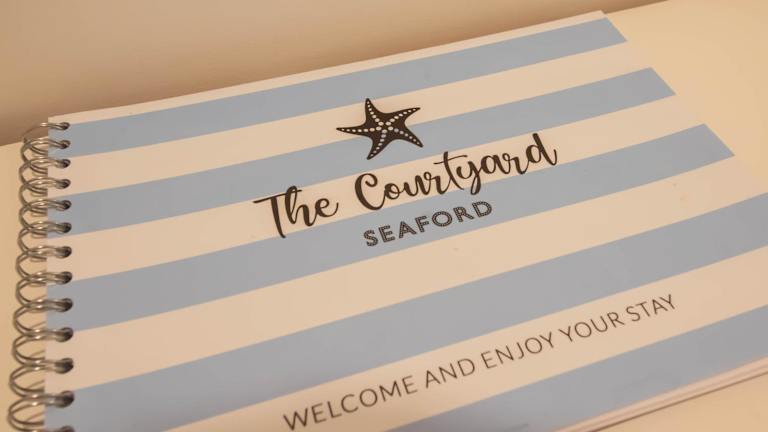 The Courtyard
SEAFORD
WELCOME AND ENJOY YOUR STAY